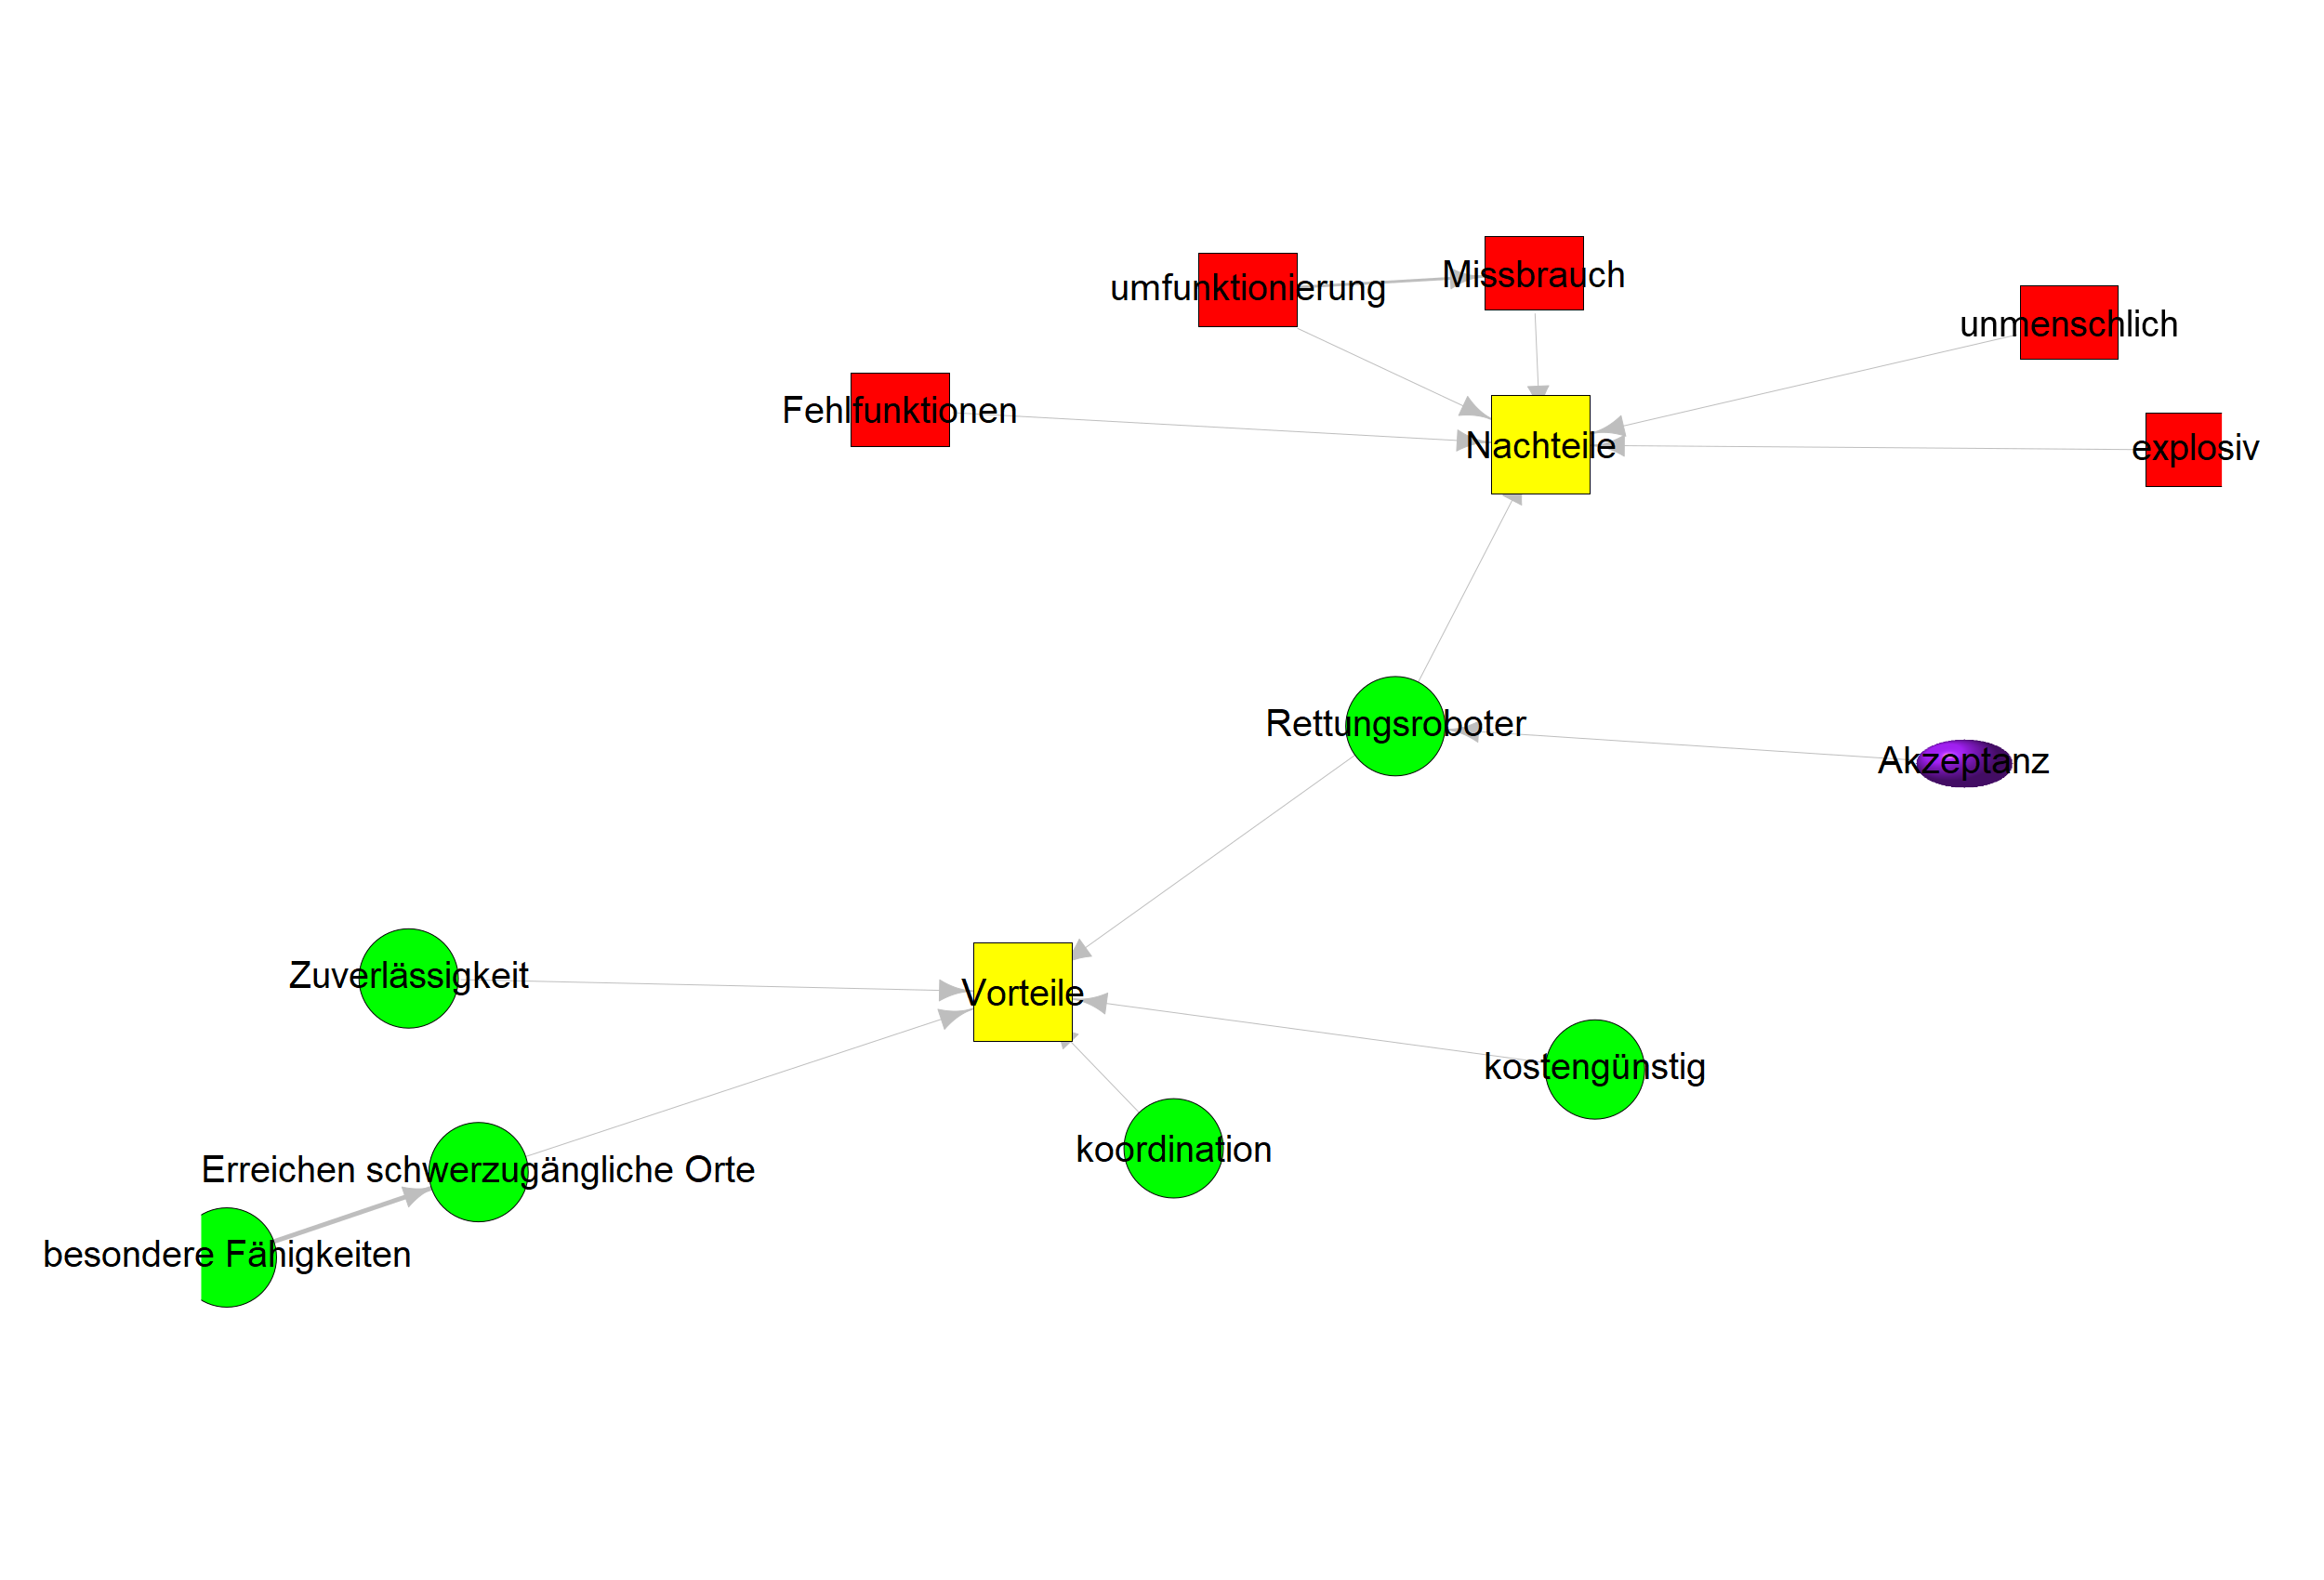 Missbrauch
umfunktionierung
unmenschlich
Fehlfunktionen
Nachteile
explosiv
Rettungsroboter
Akzeptanz
Zuverlässigkeit
Vorteile
kostengünstig
koordination
Erreichen schwerzugängliche Orte
besondere Fähigkeiten